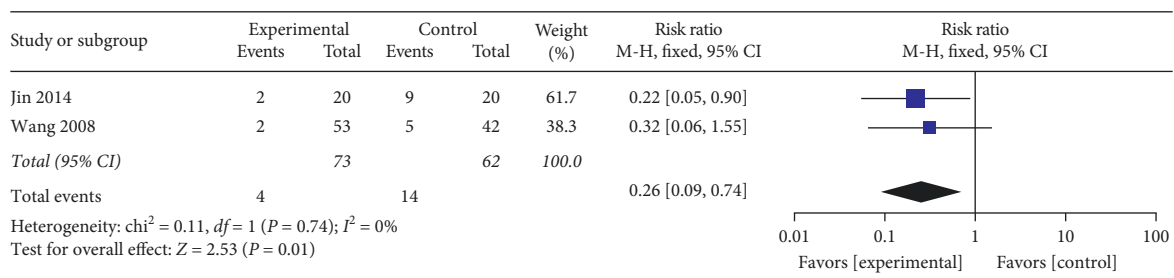 Study or subgroup Experimental Control Weight (%) Risk ratio M-H, fixed, 95% CI Risk ratio M-H, fixed, 95% CI
Events Total Events Total
Jin 2014 2 20 9 20 61.7 0.22 [0.05, 0.90]
Wang 2008 2 53 5 42 38.3 0.32 [0.06, 1.55]
Total (95% CI) 73 62 100.0
Total events 4 14 0.26 [0.09, 0.74]
Heterogeneity: chi² = 0.11, df = 1 (P = 0.74); I² = 0%
Test for overall effect: Z = 2.53 (P = 0.01)
0.01 0.1 1 10 100
Favors [experimental] Favors [control]